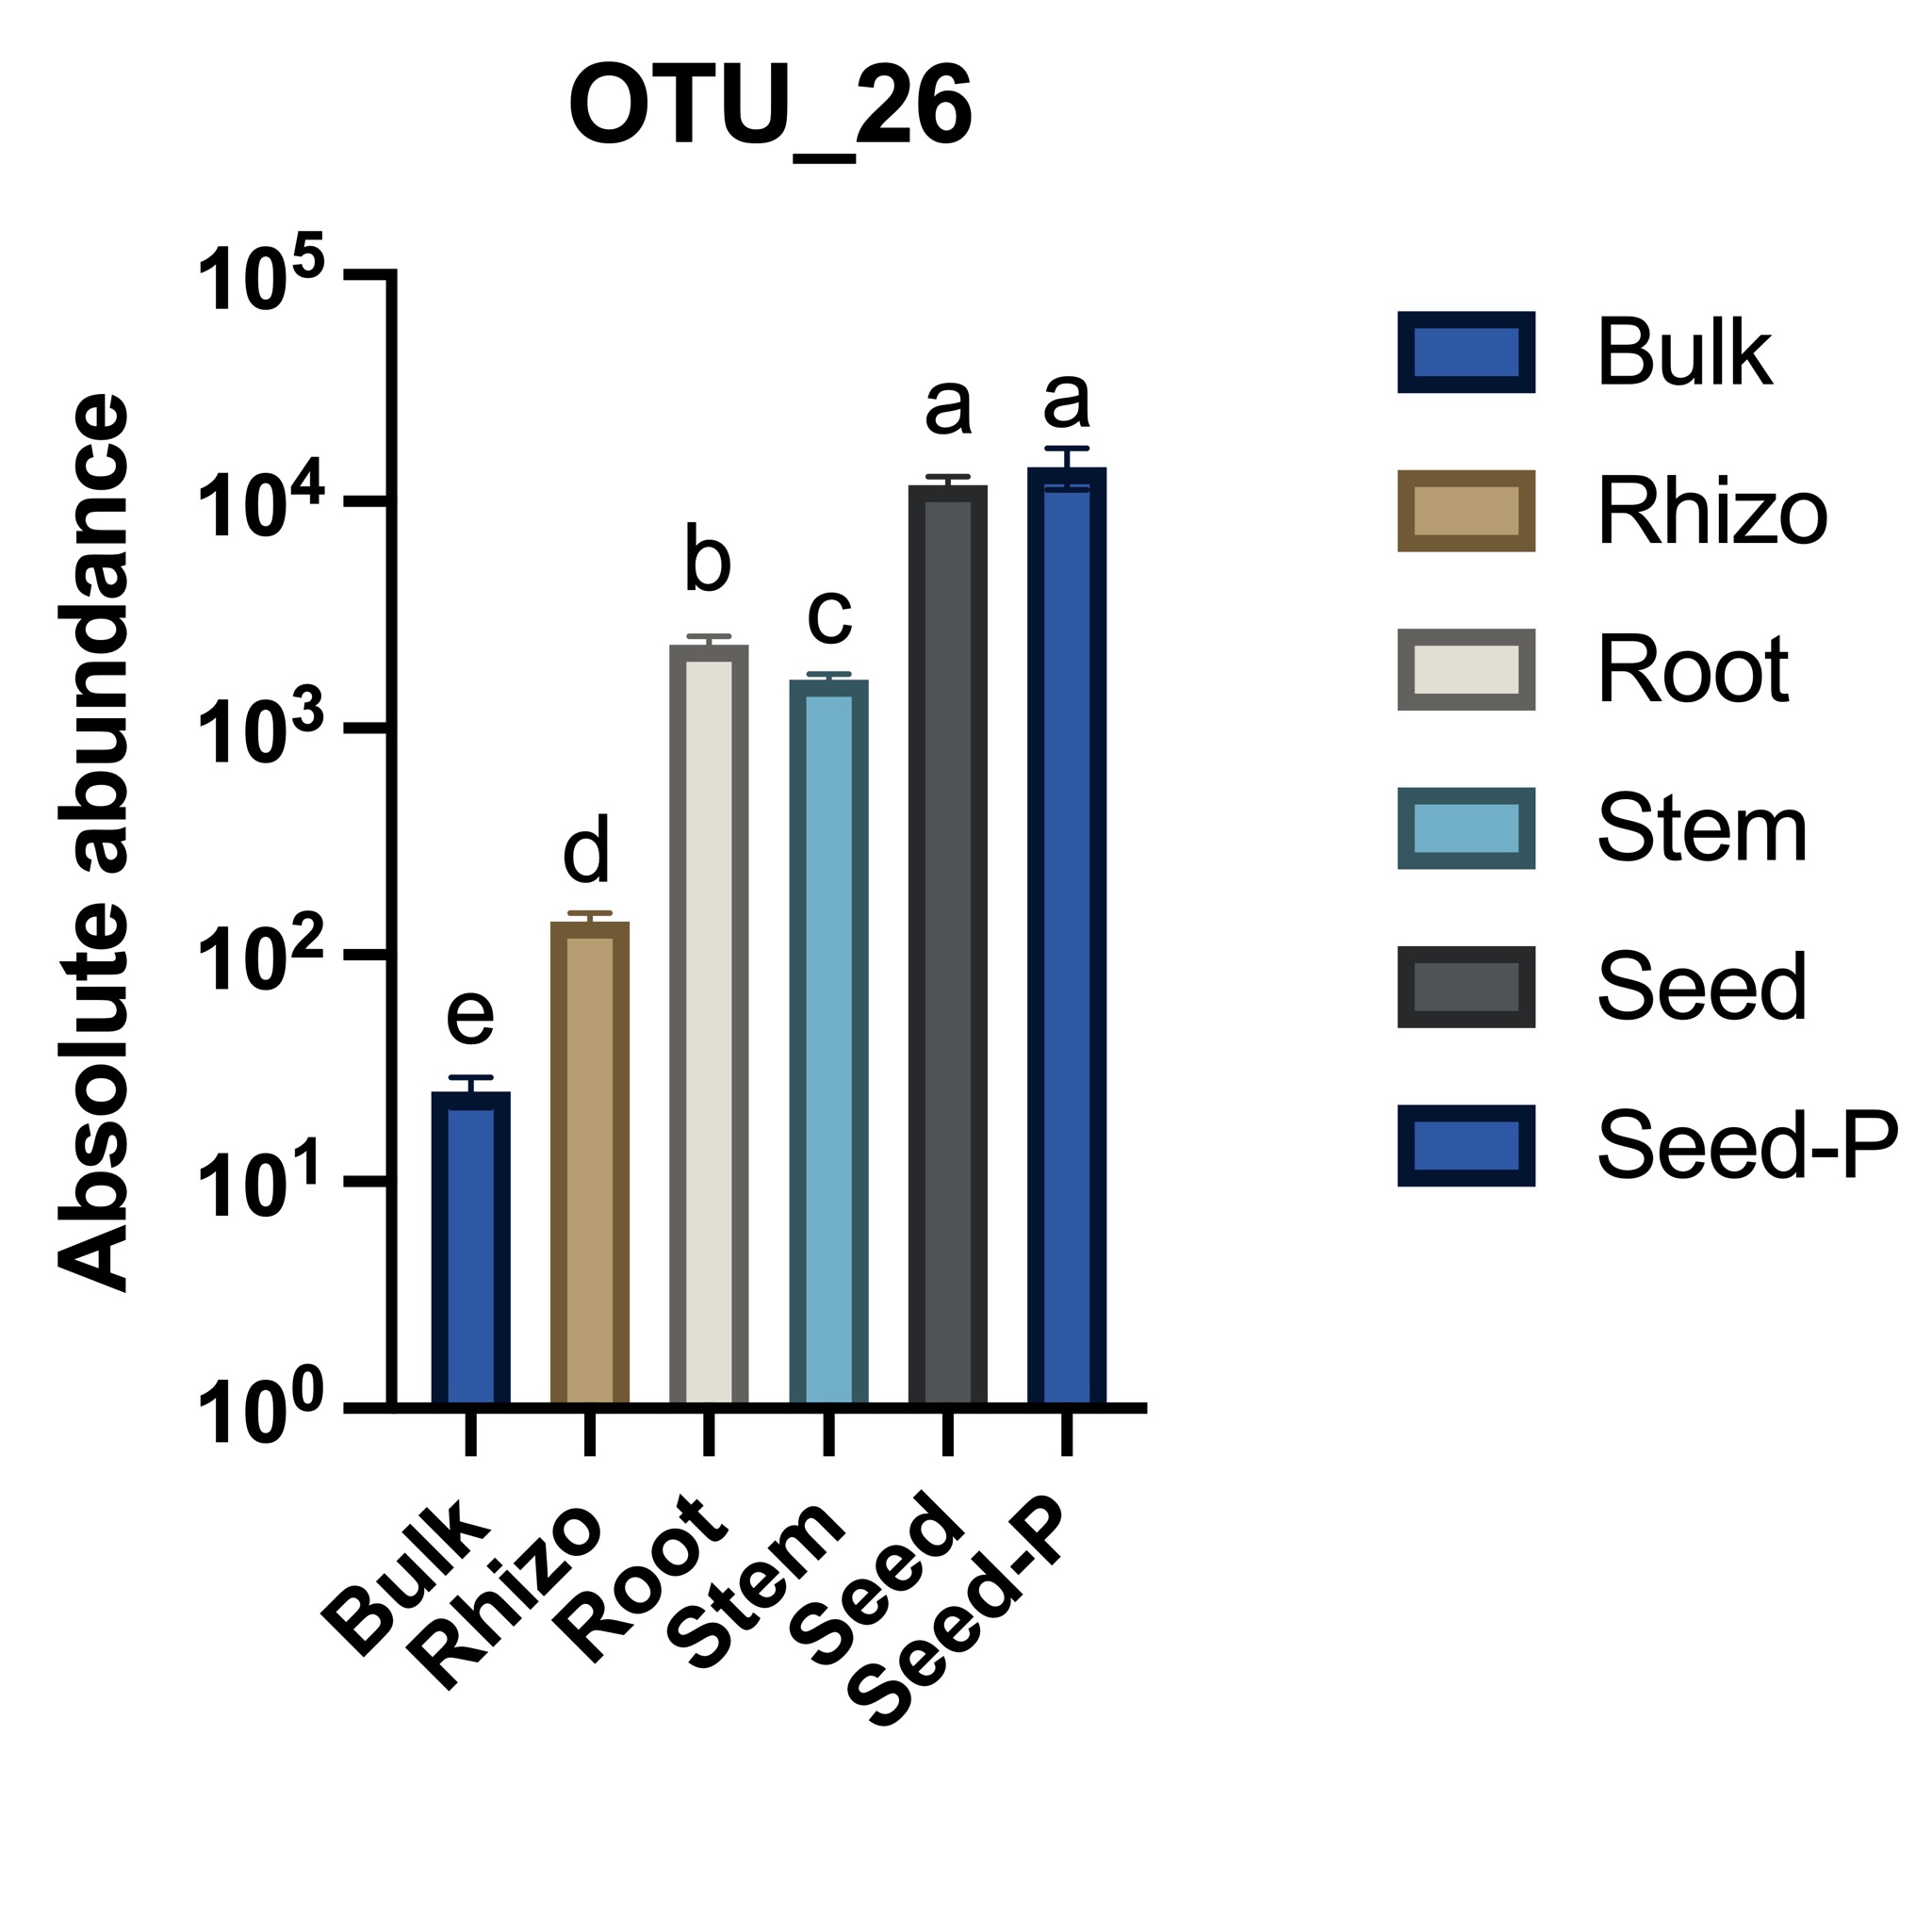 OTU_26
Absolute abundance
10⁵
10⁴
10³
10²
10¹
10⁰
a
a
b
c
d
e
Bulk
Rhizo
Root
Stem
Seed
Seed-P
Bulk
Rhizo
Root
Stem
Seed
Seed-P